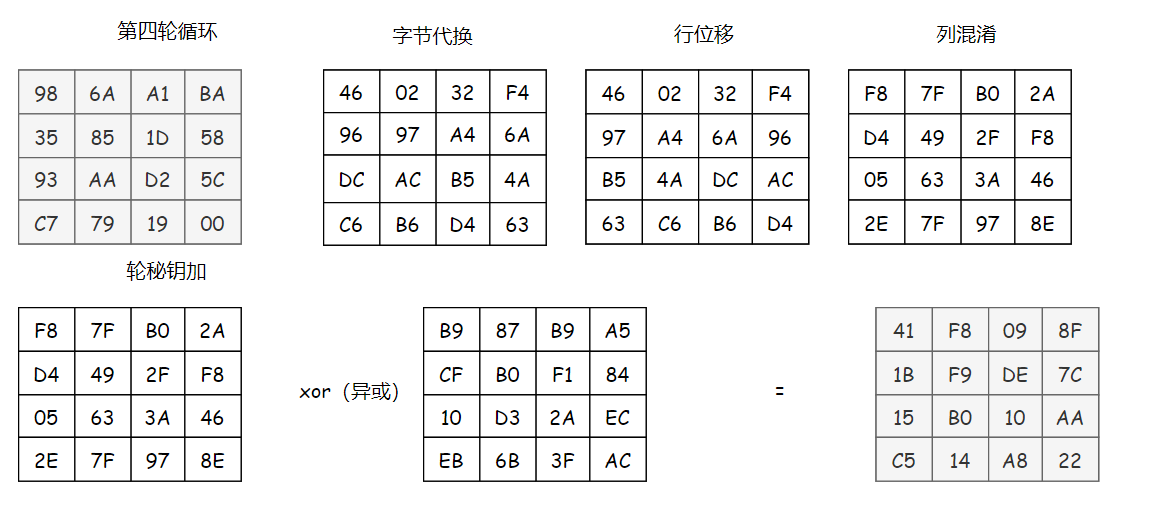 第四轮循环 字节代换 行位移 列混淆
98 6A A1 BA 46 02 32 F4 46 02 32 F4 F8 7F B0 2A
35 85 1D 58 96 97 A4 6A 97 A4 6A 96 D4 49 2F F8
93 AA D2 5C DC AC B5 4A B5 4A DC AC 05 63 3A 46
C7 79 19 00 C6 B6 D4 63 63 C6 B6 D4 2E 7F 97 8E
轮秘钥加
F8 7F B0 2A B9 87 B9 A5 41 F8 09 8F
D4 49 2F F8 CF B0 F1 84 1B F9 DE 7C
xor（异或） =
05 63 3A 46 10 D3 2A EC 15 B0 10 AA
2E 7F 97 8E EB 6B 3F AC C5 14 A8 22